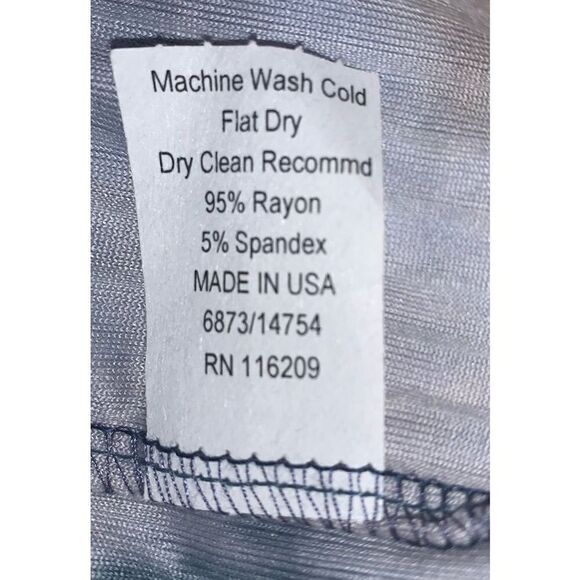 Machine Wash Cold
Flat Dry
Dry Clean Recommd
95% Rayon
5% Spandex
MADE IN USA
6873/14754
RN 116209